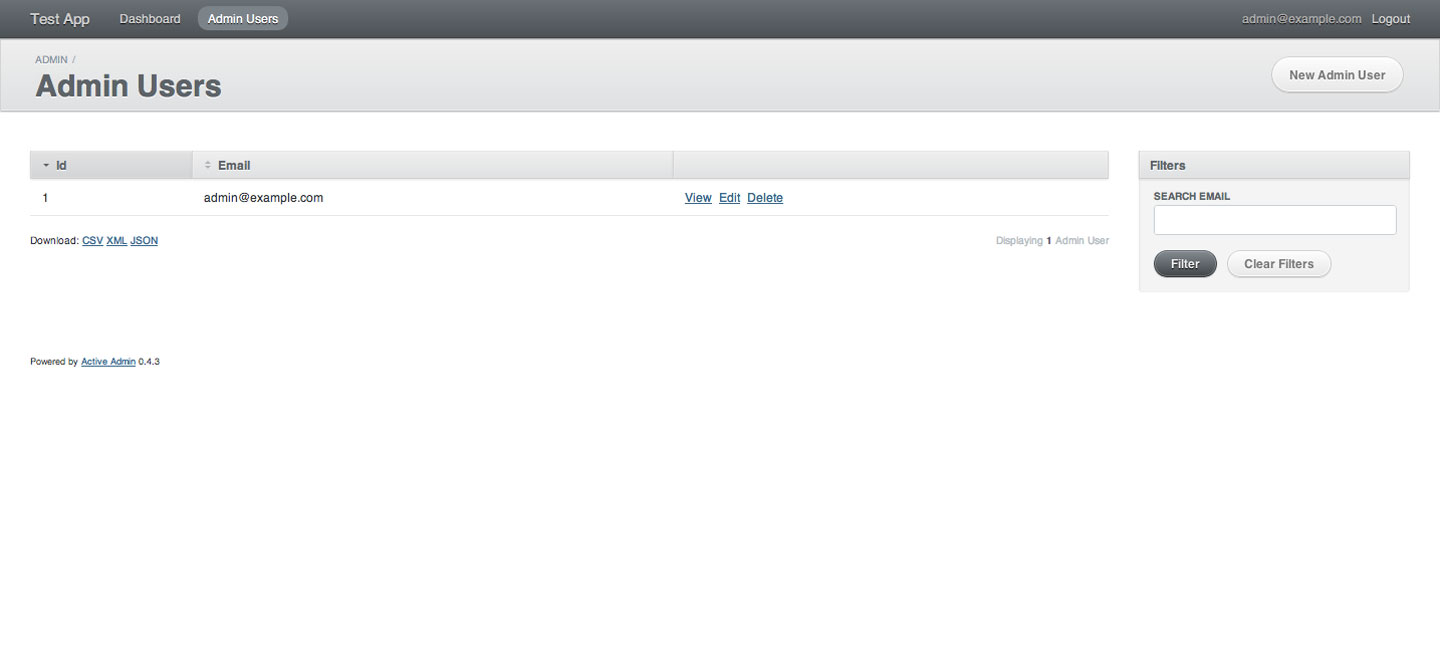 Test App Dashboard Admin Users admin@example.com Logout
ADMIN /
Admin Users
New Admin User
Id Email
1 admin@example.com View Edit Delete
Download: CSV XML JSON Displaying 1 Admin User
Filters
SEARCH EMAIL
Filter Clear Filters
Powered by Active Admin 0.4.3